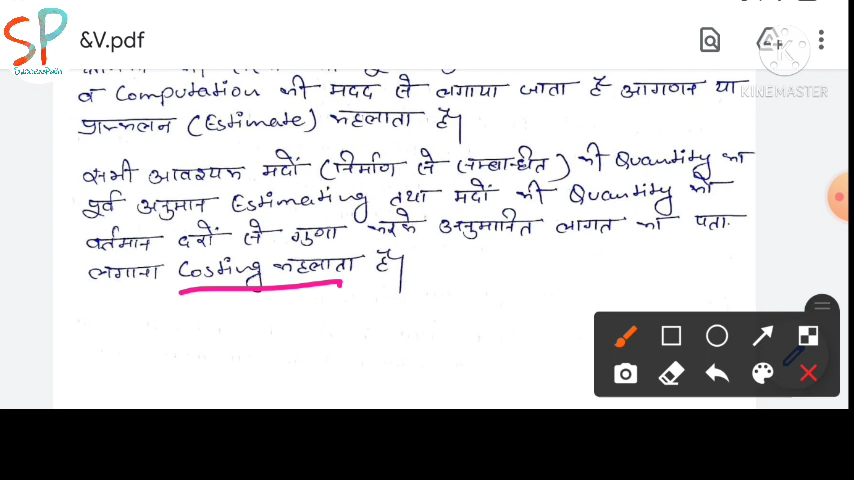 SP
&V.pdf
KINEMASTER
व Computation की मदद से लगाया जाता है आगणन या
प्राक्कलन (Estimate) कहलाता है|
सभी आवश्यक मदों (निर्माण से सम्बान्धीत) की Quantity का
पूर्व अनुमान Estimating तथा मदों की Quantity को
वर्तमान दरों से गुणा करके अनुमानित लागत का पता
लगाना Costing कहलाता है|